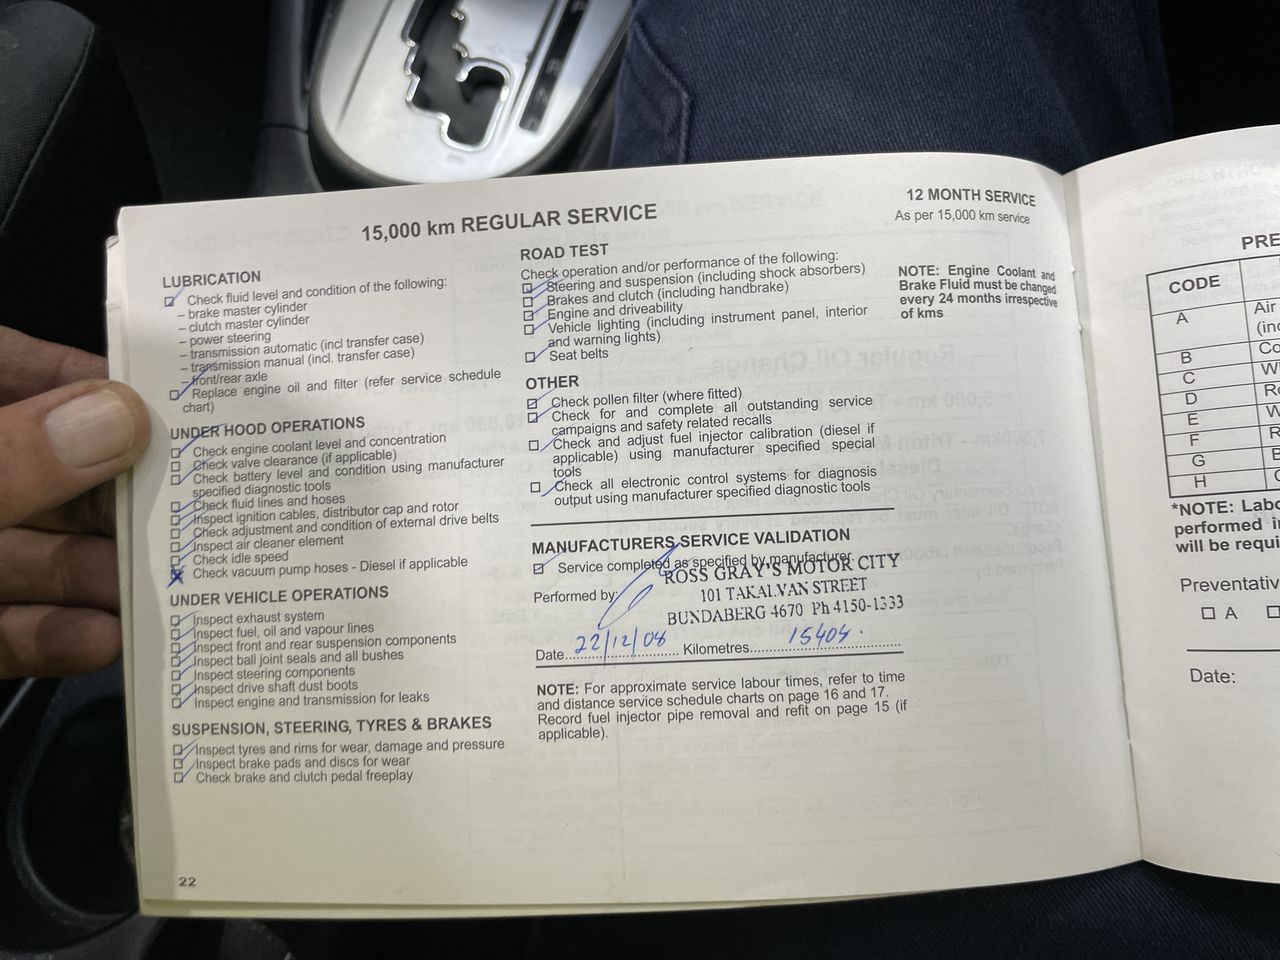 15,000 km REGULAR SERVICE
12 MONTH SERVICE
As per 15,000 km service
LUBRICATION
Check fluid level and condition of the following:
– brake master cylinder
– clutch master cylinder
– power steering
– transmission automatic (incl transfer case)
– transmission manual (incl. transfer case)
– front/rear axle
Replace engine oil and filter (refer service schedule
chart)
UNDER HOOD OPERATIONS
Check engine coolant level and concentration
Check valve clearance (if applicable)
Check battery level and condition using manufacturer
specified diagnostic tools
Check fluid lines and hoses
Inspect ignition cables, distributor cap and rotor
Check adjustment and condition of external drive belts
Inspect air cleaner element
Check idle speed
Check vacuum pump hoses - Diesel if applicable
UNDER VEHICLE OPERATIONS
Inspect exhaust system
Inspect fuel, oil and vapour lines
Inspect front and rear suspension components
Inspect ball joint seals and all bushes
Inspect steering components
Inspect drive shaft dust boots
Inspect engine and transmission for leaks
SUSPENSION, STEERING, TYRES & BRAKES
Inspect tyres and rims for wear, damage and pressure
Inspect brake pads and discs for wear
Check brake and clutch pedal freeplay
22
ROAD TEST
Check operation and/or performance of the following:
Steering and suspension (including shock absorbers)
Brakes and clutch (including handbrake)
Engine and driveability
Vehicle lighting (including instrument panel, interior
and warning lights)
Seat belts
OTHER
Check pollen filter (where fitted)
Check for and complete all outstanding service
campaigns and safety related recalls
Check and adjust fuel injector calibration (diesel if
applicable) using manufacturer specified special
tools
Check all electronic control systems for diagnosis
output using manufacturer specified diagnostic tools
MANUFACTURERS SERVICE VALIDATION
Service completed as specified by manufacturer.
Performed by:
ROSS GRAY'S MOTOR CITY
101 TAKALVAN STREET
BUNDABERG 4670 Ph 4150-1333
Date 22/12/08 Kilometres 15404.
NOTE: For approximate service labour times, refer to time
and distance service schedule charts on page 16 and 17.
Record fuel injector pipe removal and refit on page 15 (if
applicable).
NOTE: Engine Coolant and
Brake Fluid must be changed
every 24 months irrespective
of kms
PRE
CODE
A Air
(inc
B Co
C
D
E
F R
G
H
*NOTE: Labo
performed i
will be requi
Preventativ
A
Date: